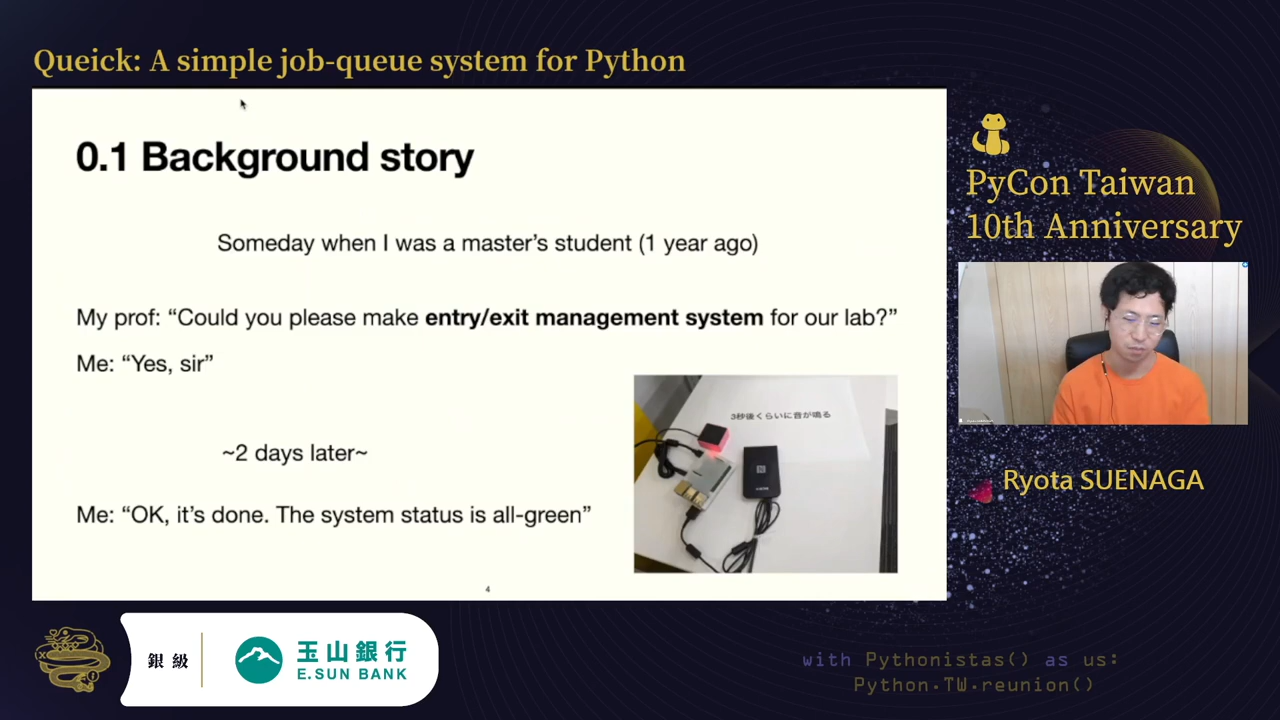 Queick: A simple job-queue system for Python
0.1 Background story
Someday when I was a master’s student (1 year ago)
My prof: “Could you please make entry/exit management system for our lab?”
Me: “Yes, sir”
3秒後くらいに音が鳴る
~2 days later~
Me: “OK, it’s done. The system status is all-green”
4
PyCon Taiwan
10th Anniversary
Ryota SUENAGA
銀級
玉山銀行
E.SUN BANK
with Pythonistas() as us:
Python.TW.reunion()